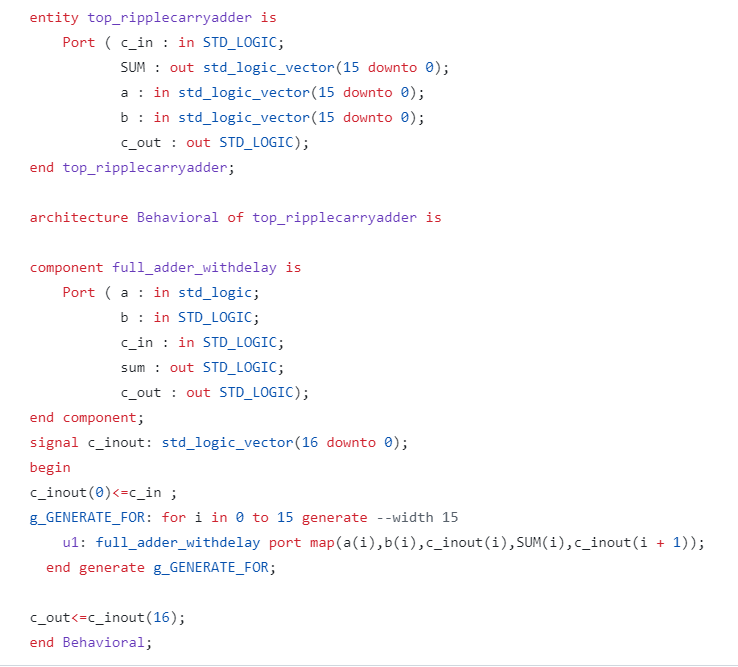 entity top_ripplecarryadder is
    Port ( c_in : in STD_LOGIC;
           SUM : out std_logic_vector(15 downto 0);
           a : in std_logic_vector(15 downto 0);
           b : in std_logic_vector(15 downto 0);
           c_out : out STD_LOGIC);
end top_ripplecarryadder;

architecture Behavioral of top_ripplecarryadder is

component full_adder_withdelay is
    Port ( a : in std_logic;
           b : in STD_LOGIC;
           c_in : in STD_LOGIC;
           sum : out STD_LOGIC;
           c_out : out STD_LOGIC);
end component;
signal c_inout: std_logic_vector(16 downto 0);
begin
c_inout(0)<=c_in ;
g_GENERATE_FOR: for i in 0 to 15 generate --width 15
    u1: full_adder_withdelay port map(a(i),b(i),c_inout(i),SUM(i),c_inout(i + 1));
  end generate g_GENERATE_FOR;

c_out<=c_inout(16);
end Behavioral;